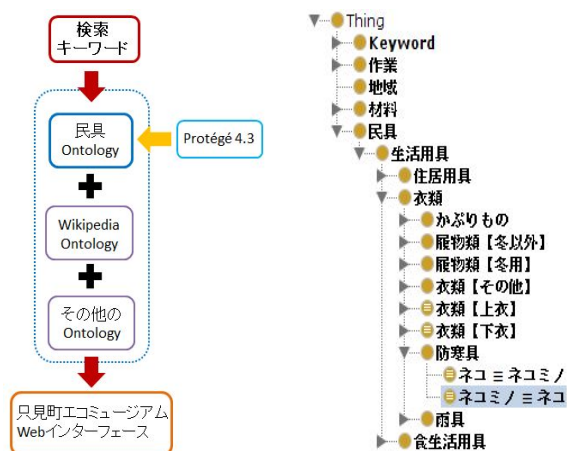 検索
キーワード
民具
Ontology
Protégé 4.3
Wikipedia
Ontology
その他の
Ontology
只見町エコミュージアム
Webインターフェース
Thing
Keyword
作業
地域
材料
民具
生活用具
住居用具
衣類
かぶりもの
履物類【冬以外】
履物類【冬用】
衣類【その他】
衣類【上衣】
衣類【下衣】
防寒具
ネコ ≡ ネコミノ
ネコミノ ≡ ネコ
雨具
食生活用具